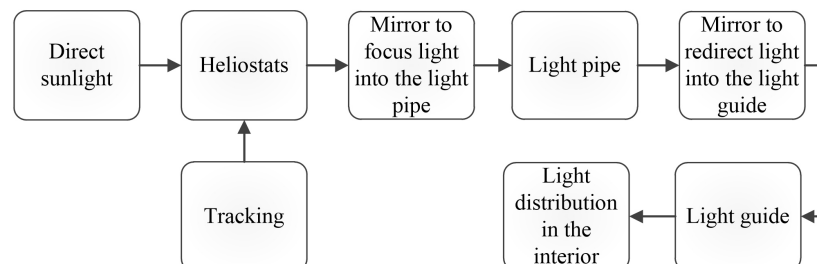 Direct
sunlight
Heliostats
Mirror to
focus light
into the light
pipe
Light pipe
Mirror to
redirect light
into the light
guide
Tracking
Light
distribution
in the
interior
Light guide